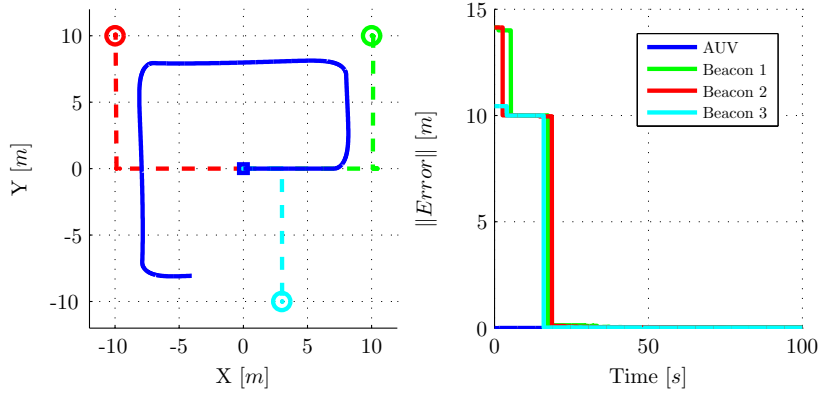 10
5
0
-5
-10
Y [m]
-10 -5 0 5 10
X [m]
15
10
5
0
||Error|| [m]
0 50 100
Time [s]
AUV
Beacon 1
Beacon 2
Beacon 3